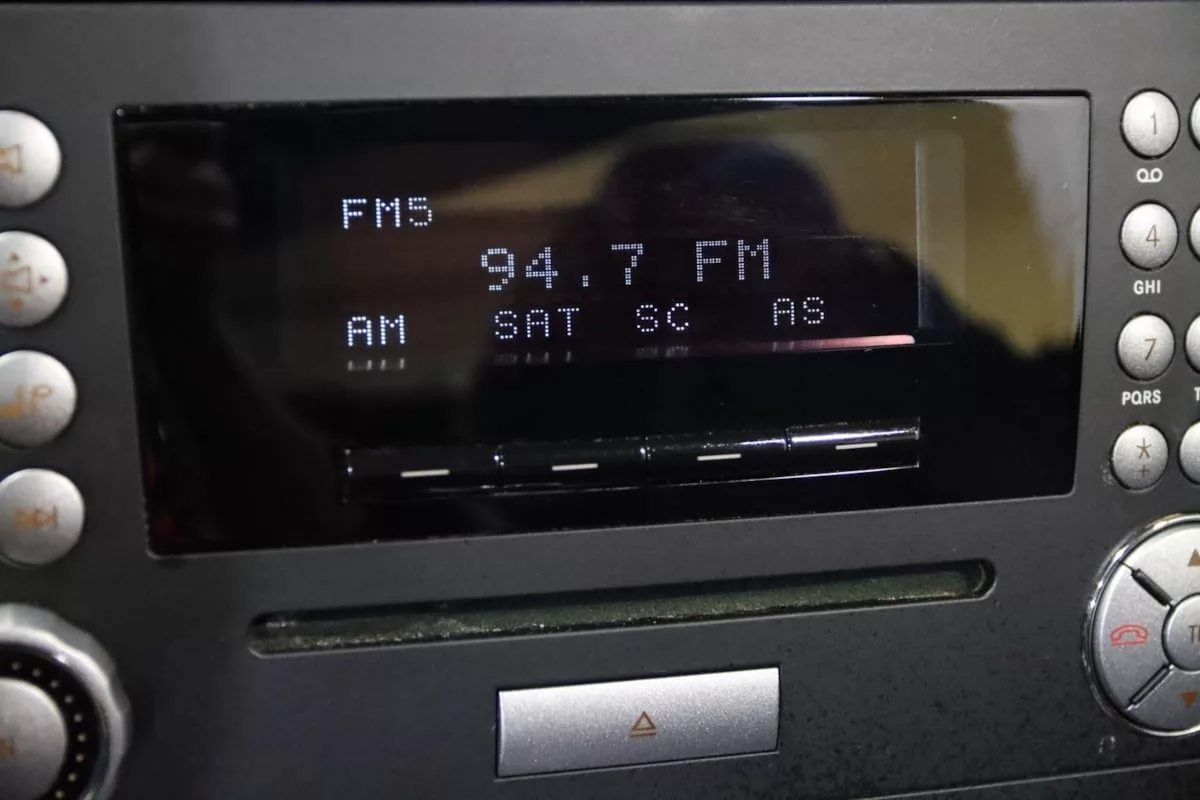 FM5
94.7 FM
AM SAT SC AS
1
4
GHI
7
PQRS
*
+